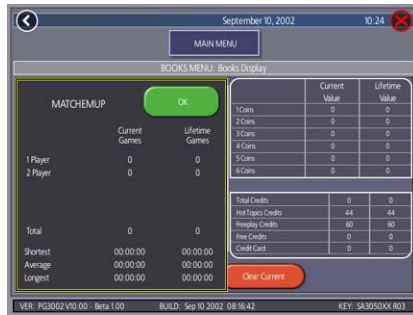 September 10, 2002 10:24
MAIN MENU
BOOKS MENU: Books Display
MATCHEMUP OK
Current Games Lifetime Games
1 Player 0 0
2 Player 0 0
Total 0 0
Shortest 00:00:00 00:00:00
Average 00:00:00 00:00:00
Longest 00:00:00 00:00:00
Current Value Lifetime Value
1 Coins 0 0
2 Coins 0 0
3 Coins 0 0
4 Coins 0 0
5 Coins 0 0
6 Coins 0 0
Total Credits 0 0
HotTopics Credits 44 44
Freeplay Credits 60 60
Free Credits 0 0
Credit Card 0 0
Clear Current
VER: PG3002 V10.00 - Beta 1.00 BUILD: Sep 10 2002 08:16:42 KEY: SA3050XX R03